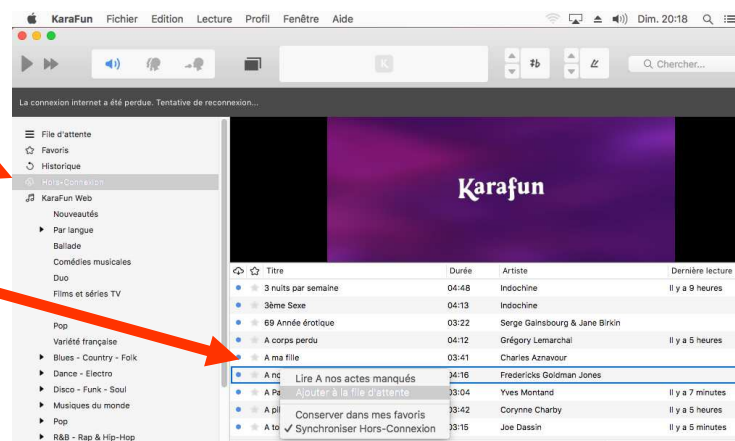 KaraFun Fichier Edition Lecture Profil Fenêtre Aide Dim. 20:18
K
Chercher...
La connexion internet a été perdue. Tentative de reconnexion...
File d'attente
Favoris
Historique
Hors-Connexion
KaraFun Web
Nouveautés
Par langue
Ballade
Comédies musicales
Duo
Films et séries TV
Pop
Variété française
Blues - Country - Folk
Dance - Electro
Disco - Funk - Soul
Musiques du monde
Pop
R&B - Rap & Hip-Hop
Karafun
Titre Durée Artiste Dernière lecture
3 nuits par semaine 04:48 Indochine Il y a 9 heures
3ème Sexe 04:13 Indochine
69 Année érotique 03:22 Serge Gainsbourg & Jane Birkin
A corps perdu 04:12 Grégory Lemarchal Il y a 5 heures
A ma fille 03:41 Charles Aznavour
A no 04:16 Fredericks Goldman Jones
A Pa 03:04 Yves Montand Il y a 7 minutes
A pl 03:42 Corynne Charby Il y a 5 heures
A to 03:15 Joe Dassin Il y a 5 heures
Lire A nos actes manqués
Ajouter à la file d'attente
Conserver dans mes favoris
✓ Synchroniser Hors-Connexion